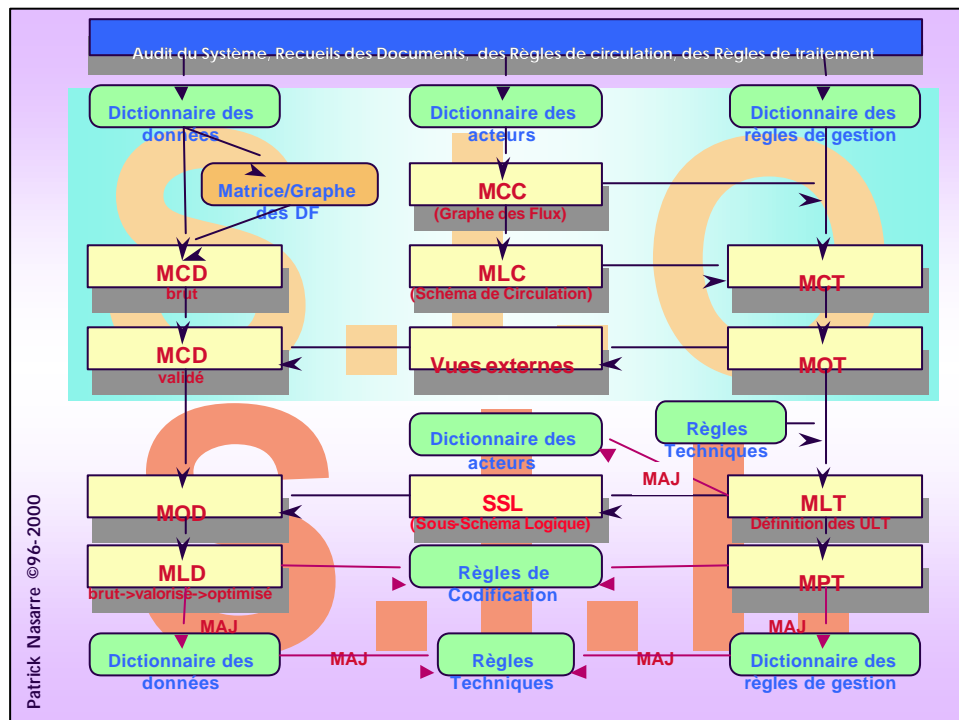 Audit du Système, Recueils des Documents, des Règles de circulation, des Règles de traitement
Dictionnaire des
données
Dictionnaire des
acteurs
Dictionnaire des
règles de gestion
Matrice/Graphe
des DF
MCC
(Graphe des Flux)
MCD
brut
MLC
(Schéma de Circulation)
MCT
MCD
validé
Vues externes
MOT
S.I.O
Dictionnaire des
acteurs
Règles
Techniques
MAJ
MOD
SSL
(Sous-Schéma Logique)
MLT
Définition des ULT
MLD
brut->valorisé->optimisé
Règles de
Codification
MPT
MAJ
MAJ
Dictionnaire des
données
MAJ
Règles
Techniques
MAJ
Dictionnaire des
règles de gestion
S.I.I
Patrick Nasarre ©96-2000